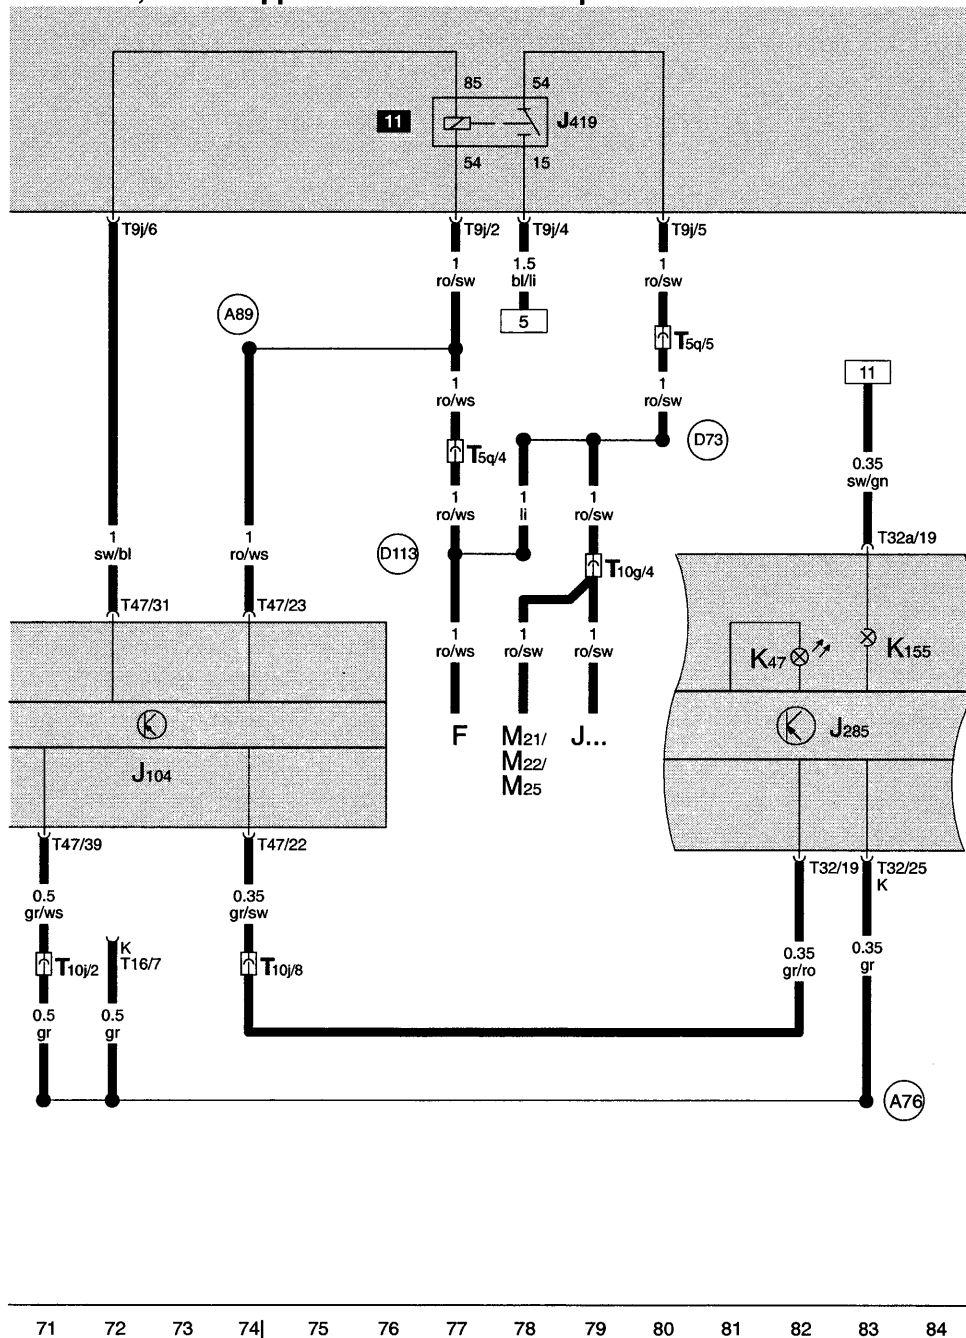 85
54
11
J419
54
15
T9j/6
T9j/2
T9j/4
T9j/5
1
ro/sw
1.5
bl/li
1
ro/sw
A89
5
T5q/5
11
1
ro/ws
1
ro/sw
D73
T5q/4
0.35
sw/gn
1
ro/ws
1
li
1
ro/sw
1
sw/bl
1
ro/ws
D113
T32a/19
T10g/4
T47/31
T47/23
1
ro/ws
1
ro/sw
1
ro/sw
K47
K155
F
M21/
M22/
M25
J...
J285
J104
T47/39
T47/22
T32/19
T32/25
K
0.5
gr/ws
0.35
gr/sw
K
T16/7
0.35
gr/ro
0.35
gr
T10j/2
T10j/8
0.5
gr
0.5
gr
A76
71 72 73 74| 75 76 77 78 79 80 81 82 83 84